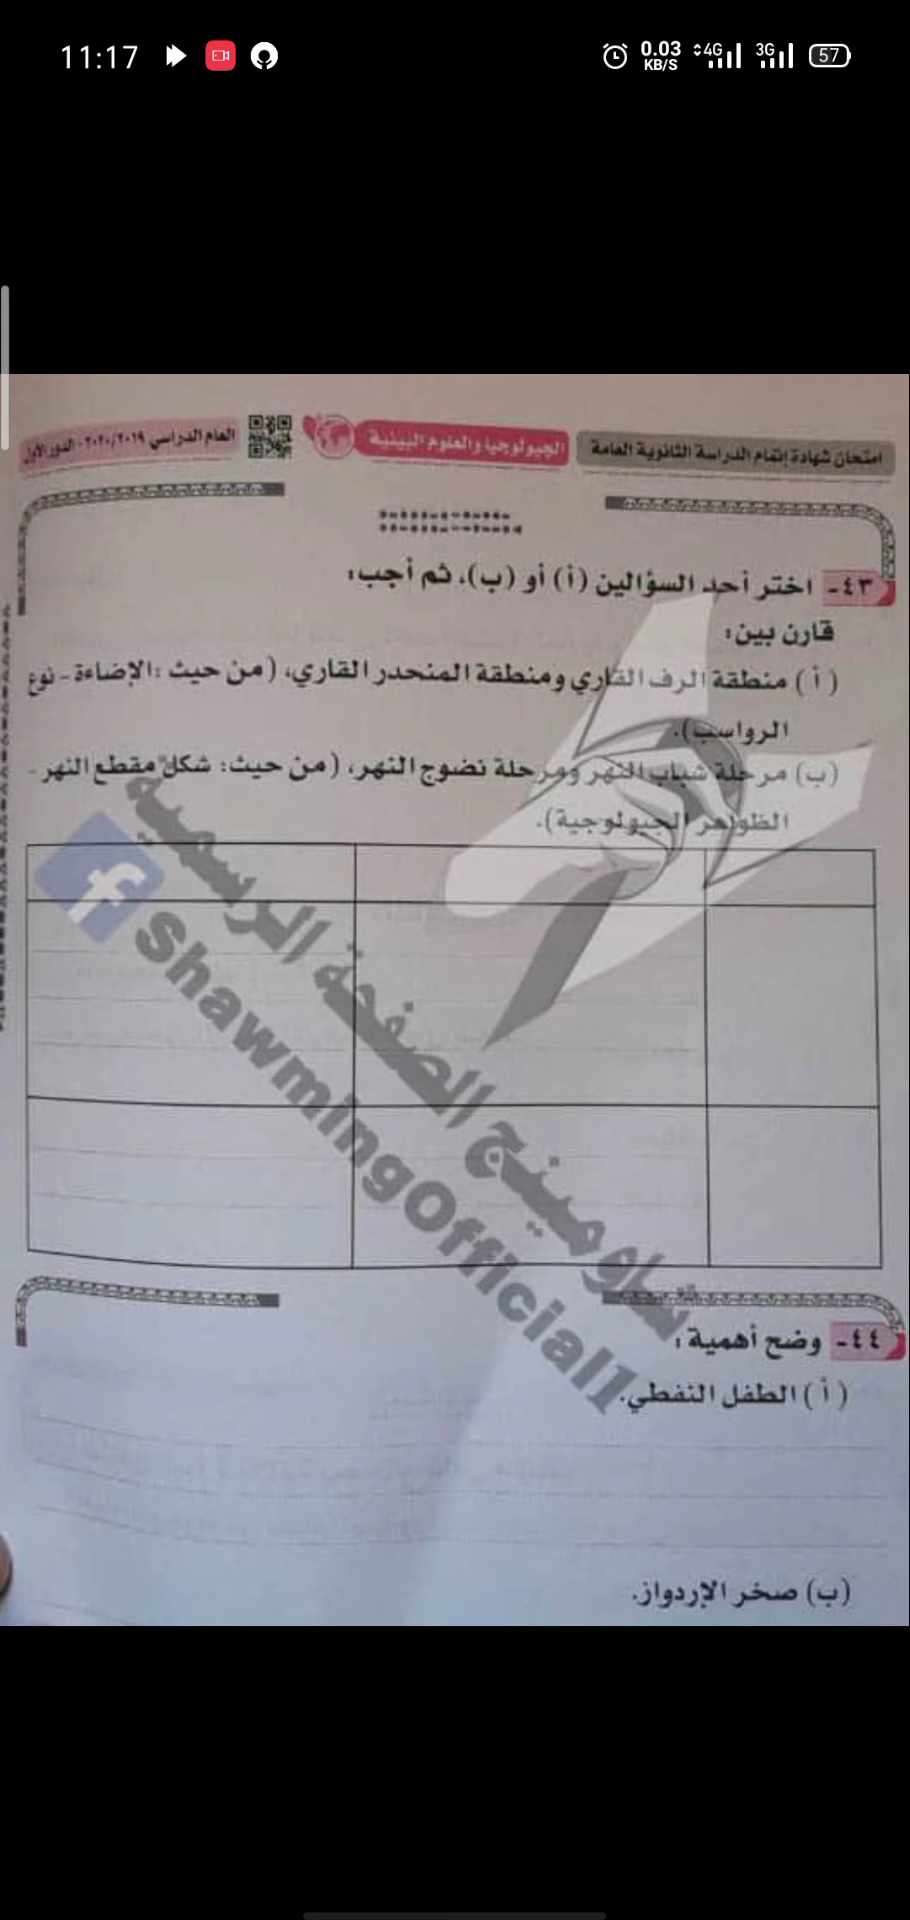 11:17
0.03 KB/S 4G 3G 57
امتحان شهادة إتمام الدراسة الثانوية العامة
الجيولوجيا والعلوم البيئية
العام الدراسي ٢٠٢٠/٢٠١٩ - الدور الأول
٤٣- اختر أحد السؤالين (أ) أو (ب)، ثم أجب:
قارن بين:
(أ) منطقة الرف القاري ومنطقة المنحدر القاري، (من حيث: الإضاءة - نوع
الرواسب).
(ب) مرحلة شباب النهر ومرحلة نضوج النهر، (من حيث: شكل مقطع النهر -
الظواهر الجيولوجية).
شاومينج الصفحة الرسمية
f ShawmingOfficial1
٤٤- وضح أهمية:
(أ) الطفل النفطي.
(ب) صخر الإردواز.